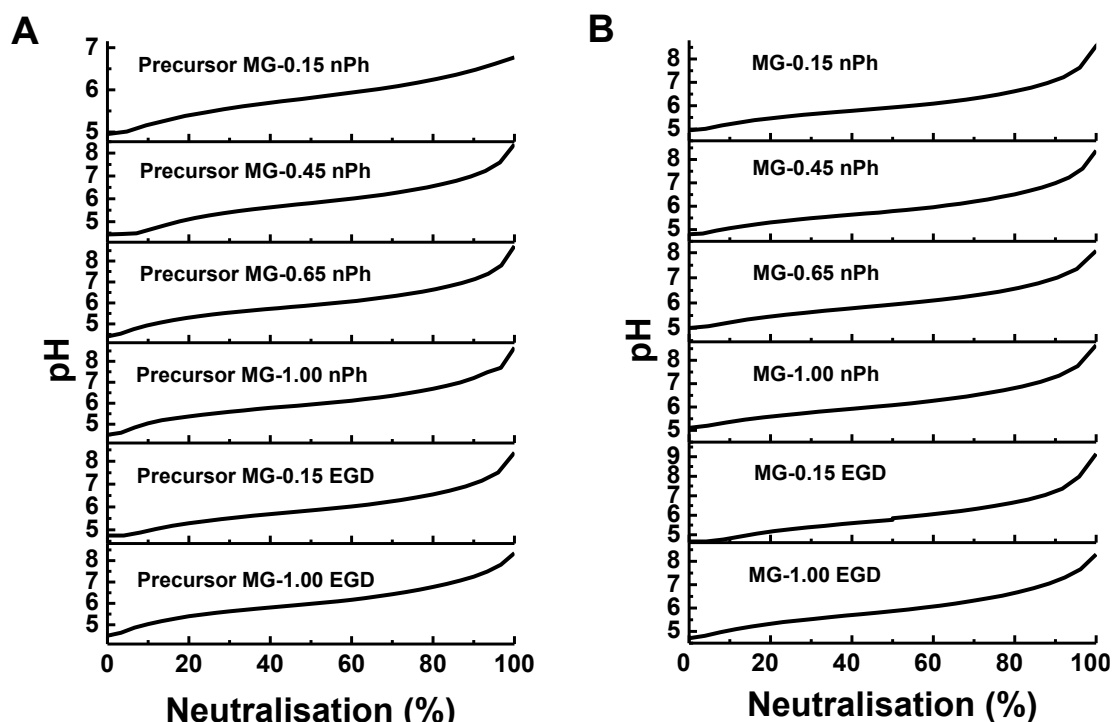 A
7
6
5
Precursor MG-0.15 nPh
8
7
6
5
Precursor MG-0.45 nPh
8
7
6
5
Precursor MG-0.65 nPh
8
7
6
5
Precursor MG-1.00 nPh
8
7
6
5
Precursor MG-0.15 EGD
8
7
6
5
Precursor MG-1.00 EGD
pH
0 20 40 60 80 100
Neutralisation (%)
B
8
7
6
5
MG-0.15 nPh
8
7
6
5
MG-0.45 nPh
8
7
6
5
MG-0.65 nPh
8
7
6
5
MG-1.00 nPh
9
8
7
6
5
MG-0.15 EGD
8
7
6
5
MG-1.00 EGD
pH
0 20 40 60 80 100
Neutralisation (%)